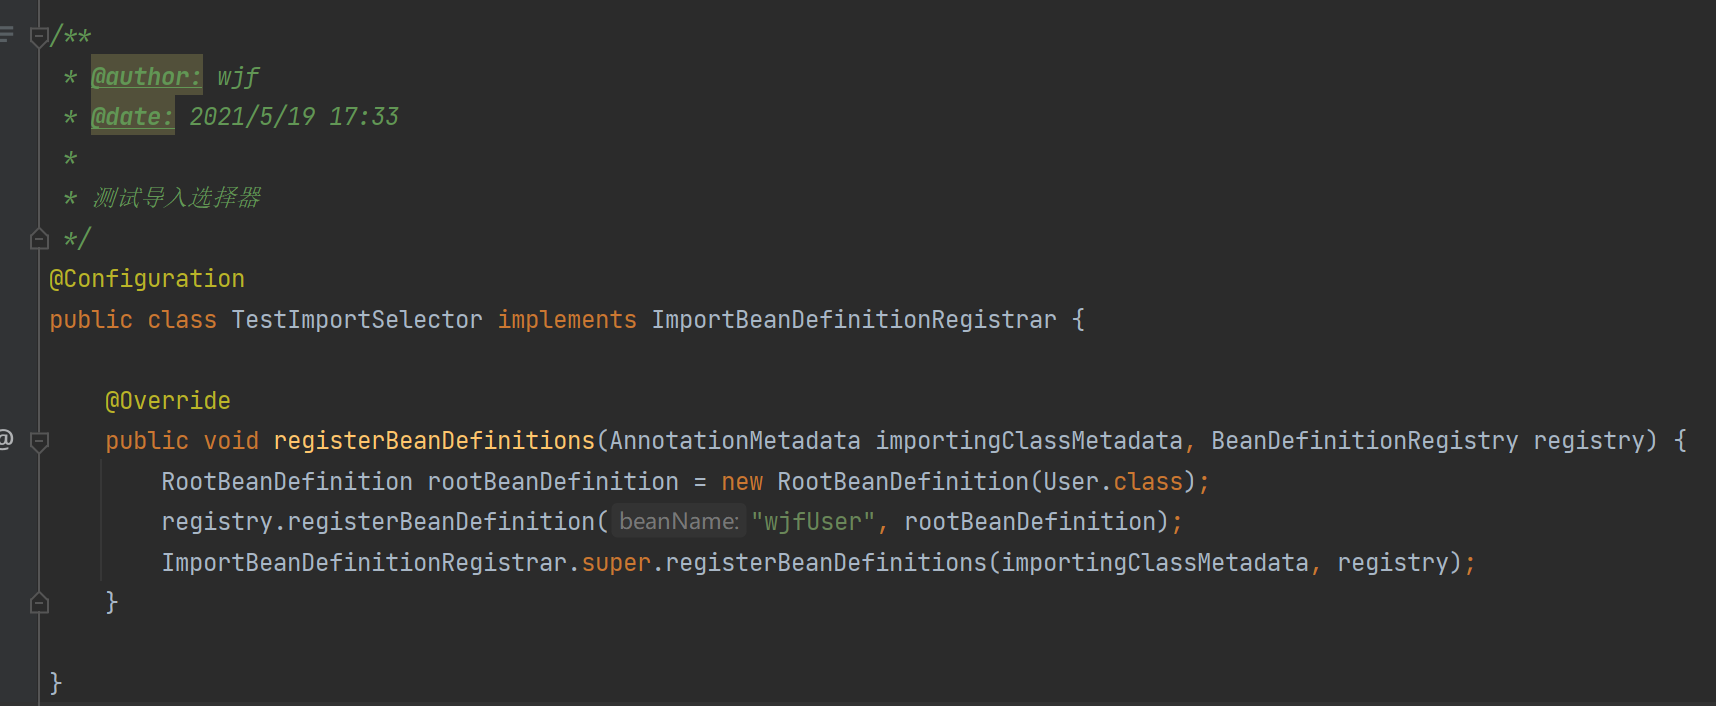 /**
* @author: wjf
* @date: 2021/5/19 17:33
*
* 测试导入选择器
*/
@Configuration
public class TestImportSelector implements ImportBeanDefinitionRegistrar {
@Override
public void registerBeanDefinitions(AnnotationMetadata importingClassMetadata, BeanDefinitionRegistry registry) {
RootBeanDefinition rootBeanDefinition = new RootBeanDefinition(User.class);
registry.registerBeanDefinition( beanName: "wjfUser", rootBeanDefinition);
ImportBeanDefinitionRegistrar.super.registerBeanDefinitions(importingClassMetadata, registry);
}
}